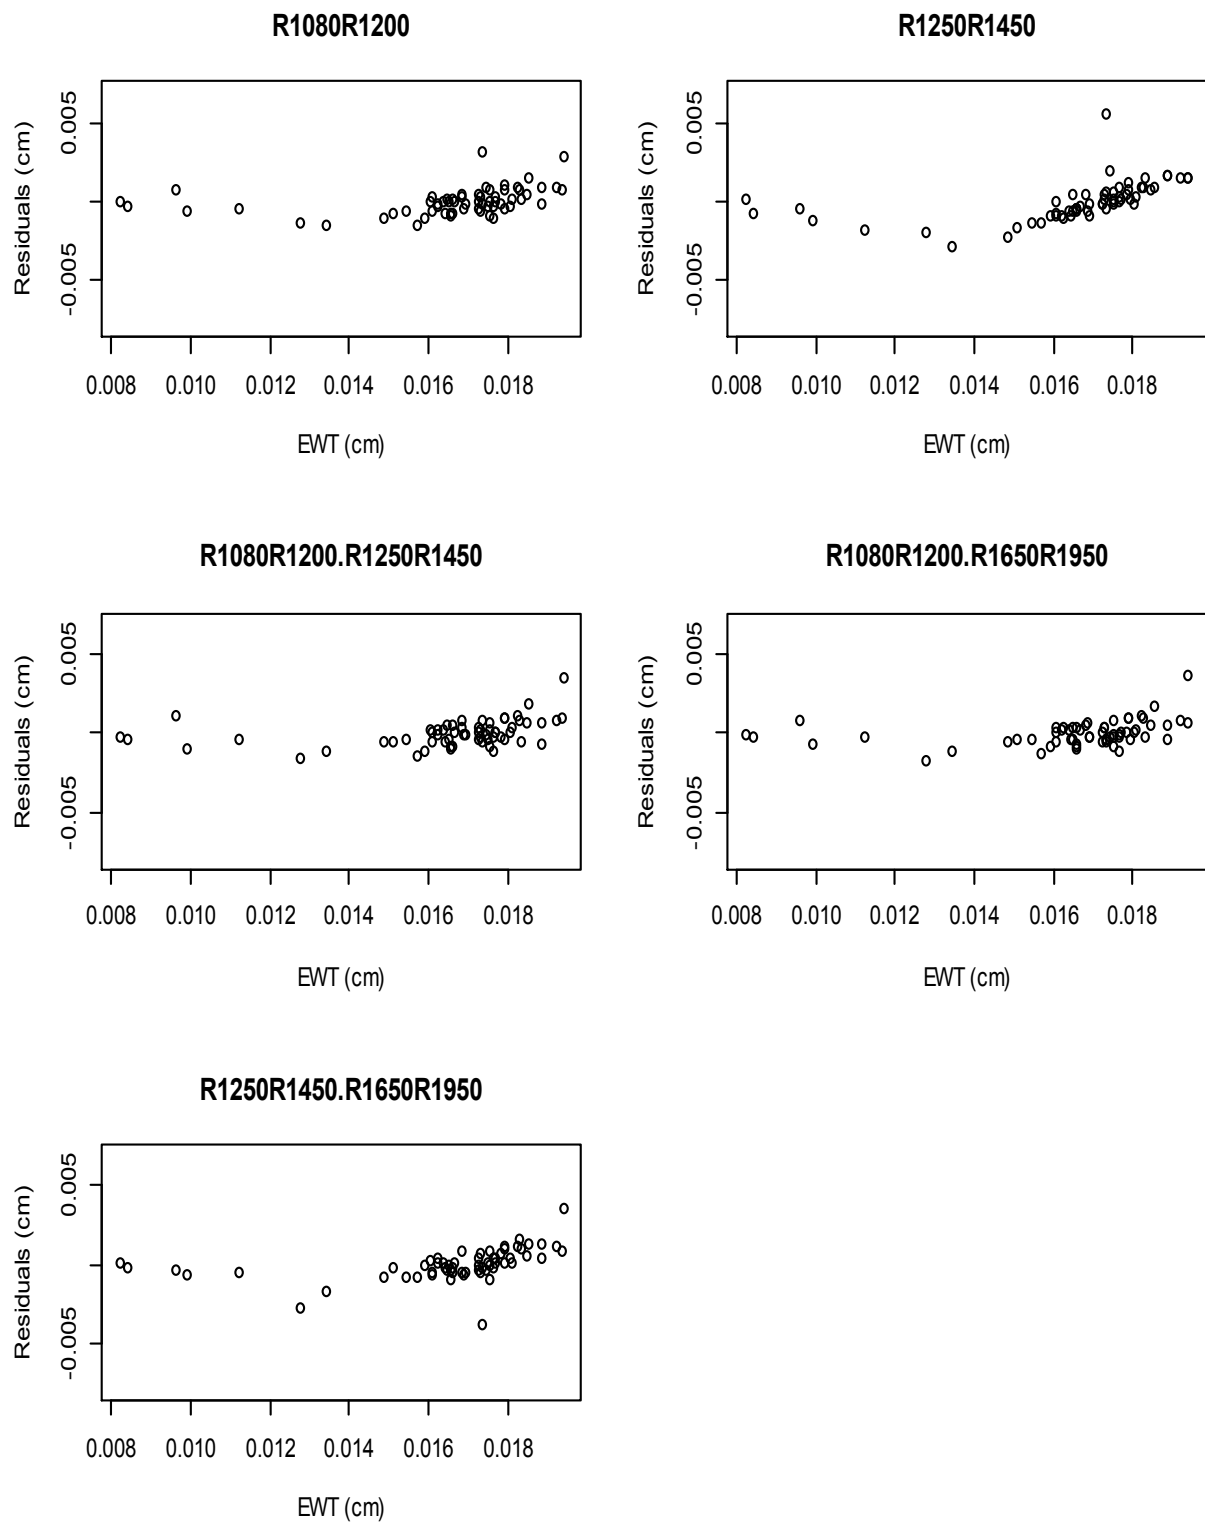 R1080R1200
0.005
-0.005
Residuals (cm)
0.008 0.010 0.012 0.014 0.016 0.018
EWT (cm)
R1250R1450
0.005
-0.005
Residuals (cm)
0.008 0.010 0.012 0.014 0.016 0.018
EWT (cm)
R1080R1200.R1250R1450
0.005
-0.005
Residuals (cm)
0.008 0.010 0.012 0.014 0.016 0.018
EWT (cm)
R1080R1200.R1650R1950
0.005
-0.005
Residuals (cm)
0.008 0.010 0.012 0.014 0.016 0.018
EWT (cm)
R1250R1450.R1650R1950
0.005
-0.005
Residuals (cm)
0.008 0.010 0.012 0.014 0.016 0.018
EWT (cm)